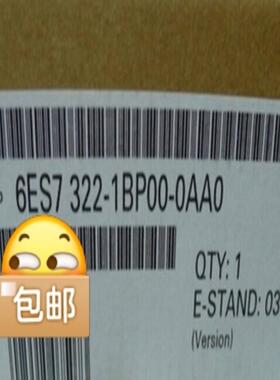 P 6ES7 322-1BP00-0AA0
QTY: 1
包邮
E-STAND: 03
(Version)